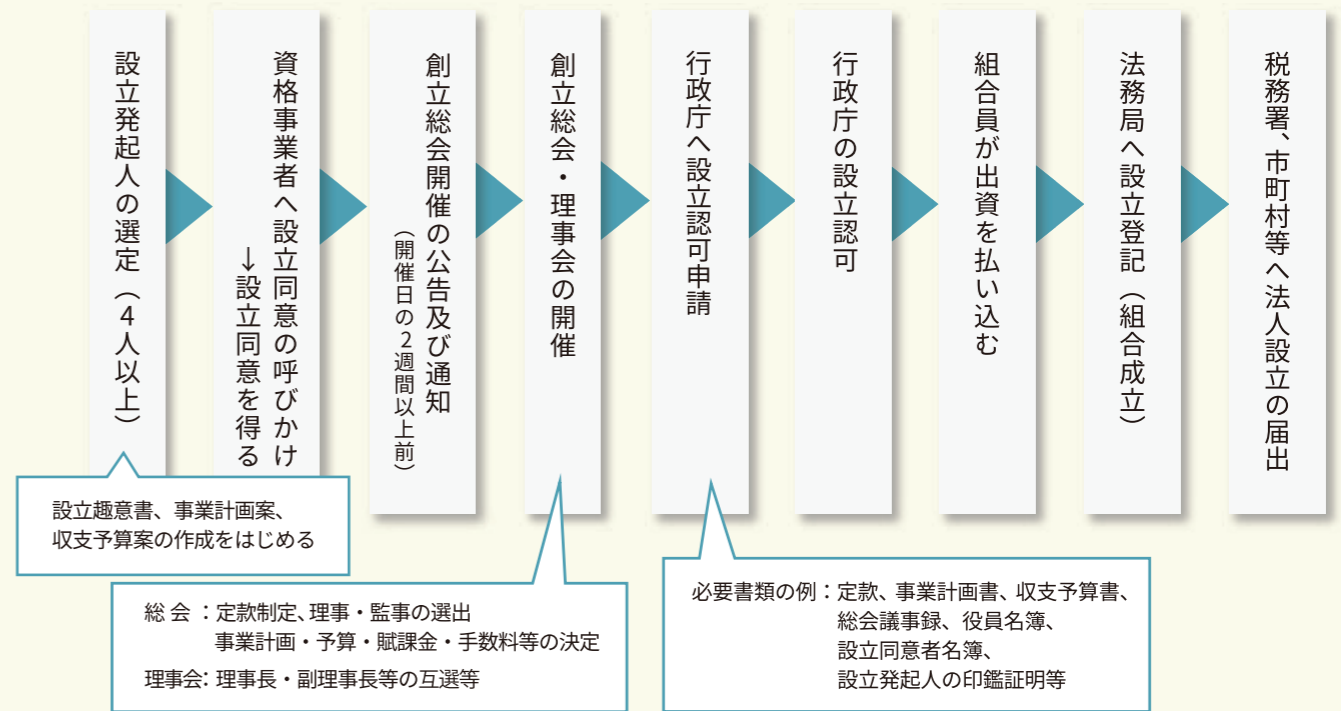 設立発起人の選定（4人以上）
資格事業者へ設立同意の呼びかけ
→設立同意を得る
創立総会開催の公告及び通知
（開催日の2週間以上前）
創立総会・理事会の開催
行政庁へ設立認可申請
行政庁の設立認可
組合員が出資を払い込む
法務局へ設立登記（組合成立）
税務署、市町村等へ法人設立の届出
設立趣意書、事業計画案、
収支予算案の作成をはじめる
総 会 ：定款制定、理事・監事の選出
事業計画・予算・賦課金・手数料等の決定
理事会：理事長・副理事長等の互選等
必要書類の例：定款、事業計画書、収支予算書、
総会議事録、役員名簿、
設立同意者名簿、
設立発起人の印鑑証明等